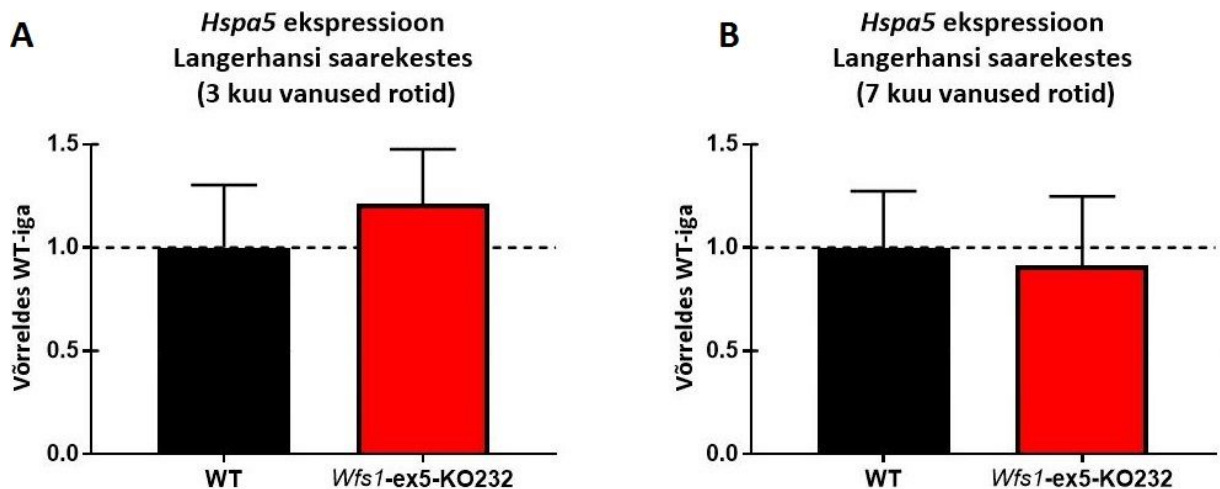 A
Hspa5 ekspressioon
Langerhansi saarekestes
(3 kuu vanused rotid)
Võrreldes WT-iga
1.5
1.0
0.5
0.0
WT
Wfs1-ex5-KO232
B
Hspa5 ekspressioon
Langerhansi saarekestes
(7 kuu vanused rotid)
Võrreldes WT-iga
1.5
1.0
0.5
0.0
WT
Wfs1-ex5-KO232